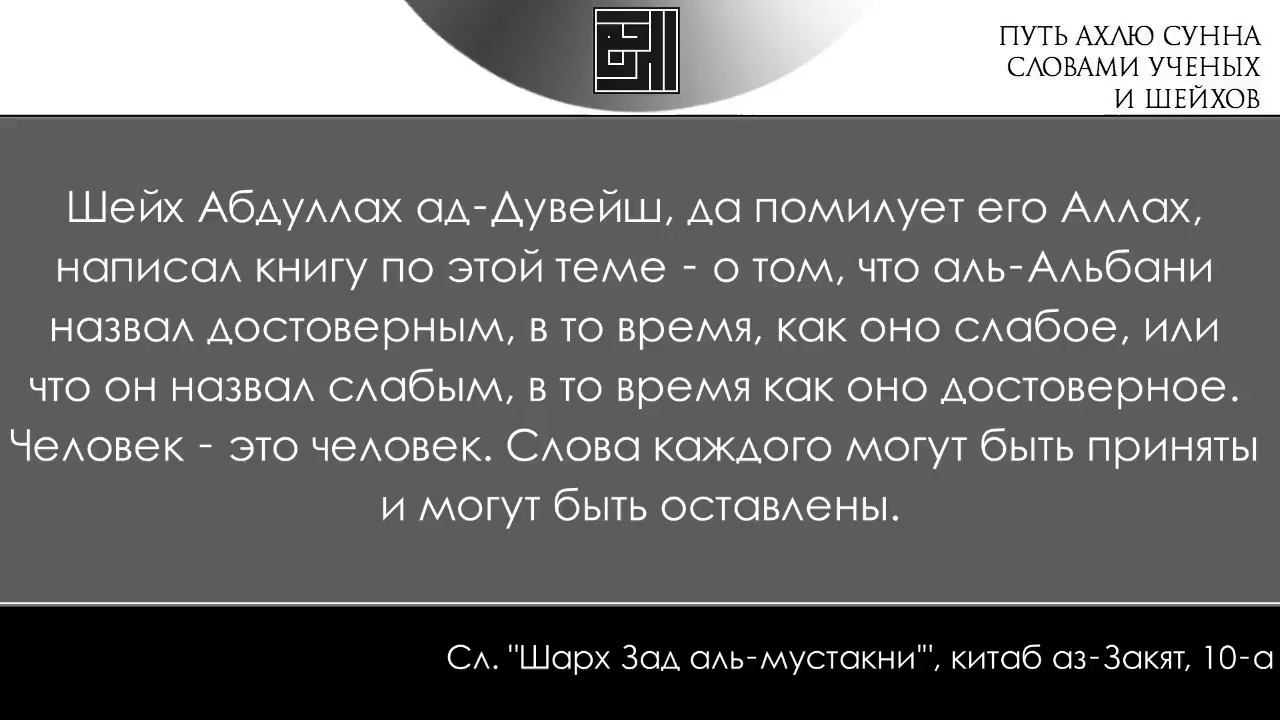 ПУТЬ АХЛЮ СУННА
СЛОВАМИ УЧЕНЫХ
И ШЕЙХОВ
Шейх Абдуллах ад-Дувейш, да помилует его Аллах,
написал книгу по этой теме - о том, что аль-Альбани
назвал достоверным, в то время, как оно слабое, или
что он назвал слабым, в то время как оно достоверное.
Человек - это человек. Слова каждого могут быть приняты
и могут быть оставлены.
Сл. "Шарх Зад аль-мустакни'", китаб аз-Закят, 10-а